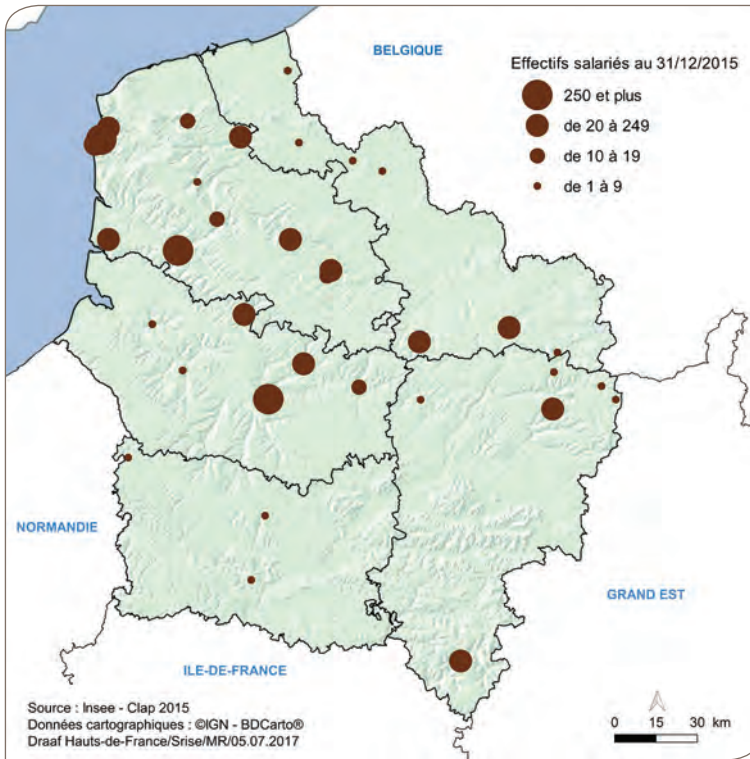 BELGIQUE
Effectifs salariés au 31/12/2015
250 et plus
de 20 à 249
de 10 à 19
de 1 à 9
NORMANDIE
GRAND EST
ILE-DE-FRANCE
Source : Insee - Clap 2015
Données cartographiques : ©IGN - BDCarto®
Draaf Hauts-de-France/Srise/MR/05.07.2017
0 15 30 km